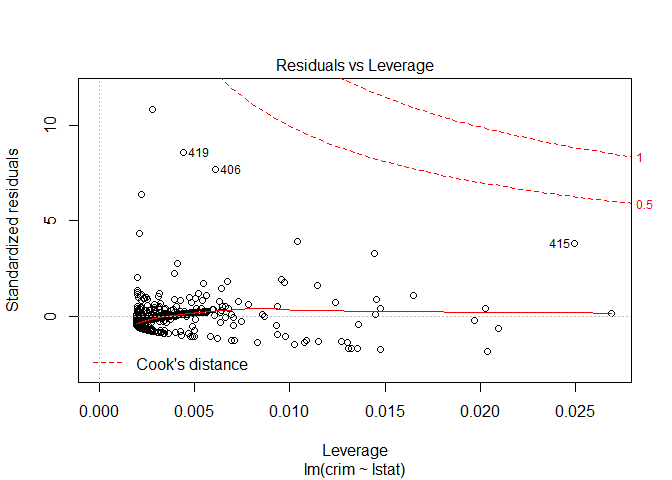 Residuals vs Leverage
Standardized residuals
10
5
0
419
406
415
1
0.5
Cook's distance
0.000 0.005 0.010 0.015 0.020 0.025
Leverage
lm(crim ~ lstat)